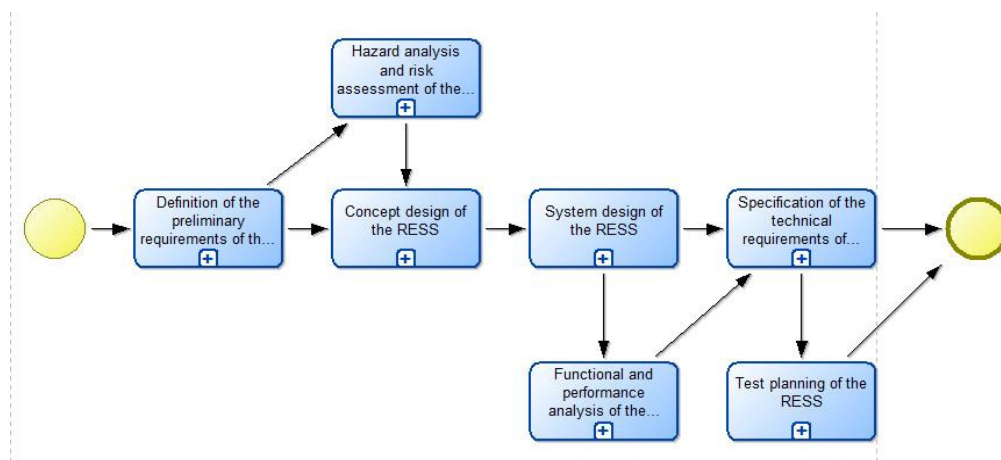 Hazard analysis
and risk
assessment of the...
Definition of the
preliminary
requirements of th...
Concept design of
the RESS
System design of
the RESS
Specification of the
technical
requirements of...
Functional and
performance
analysis of the...
Test planning of the
RESS